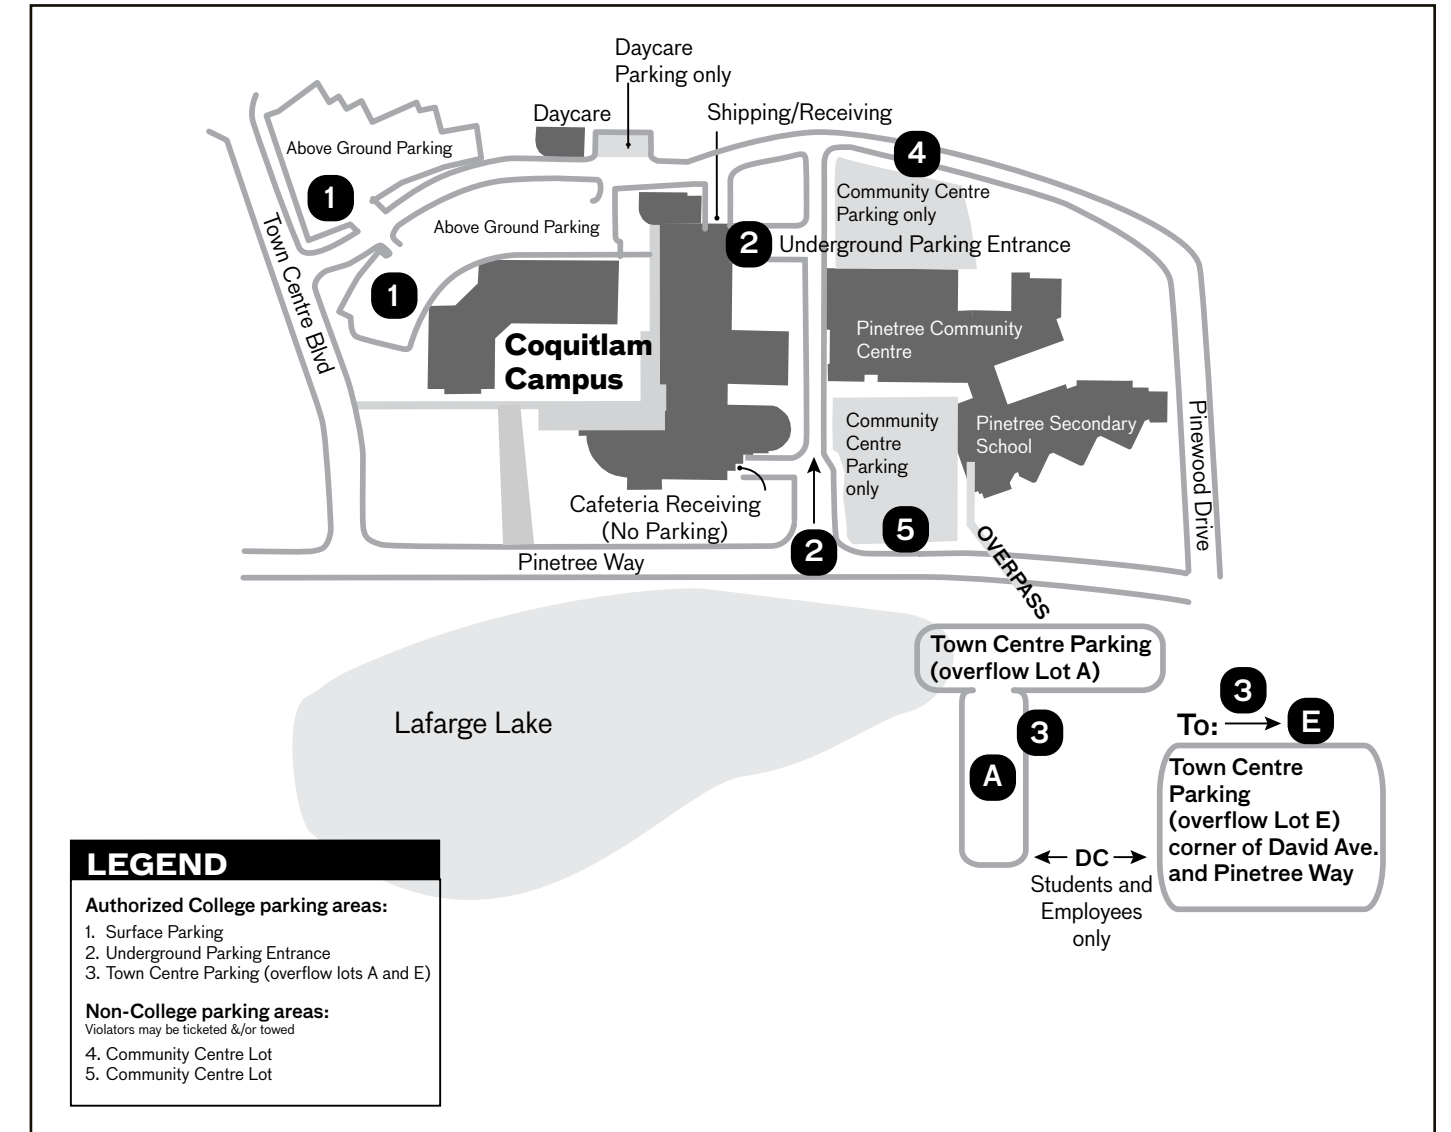 Daycare
Parking only
Daycare
Shipping/Receiving
Above Ground Parking
1
4
Community Centre
Parking only
Above Ground Parking
2
Underground Parking Entrance
1
Town Centre Blvd
Coquitlam
Campus
Pinetree Community
Centre
Community
Centre
Parking
only
Pinetree Secondary
School
Pinewood Drive
Cafeteria Receiving
(No Parking)
5
2
OVERPASS
Pinetree Way
Town Centre Parking
(overflow Lot A)
Lafarge Lake
3
A
3
To:
E
Town Centre
Parking
(overflow Lot E)
corner of David Ave.
and Pinetree Way
DC
Students and
Employees
only
LEGEND
Authorized College parking areas:
1. Surface Parking
2. Underground Parking Entrance
3. Town Centre Parking (overflow lots A and E)
Non-College parking areas:
Violators may be ticketed &/or towed
4. Community Centre Lot
5. Community Centre Lot